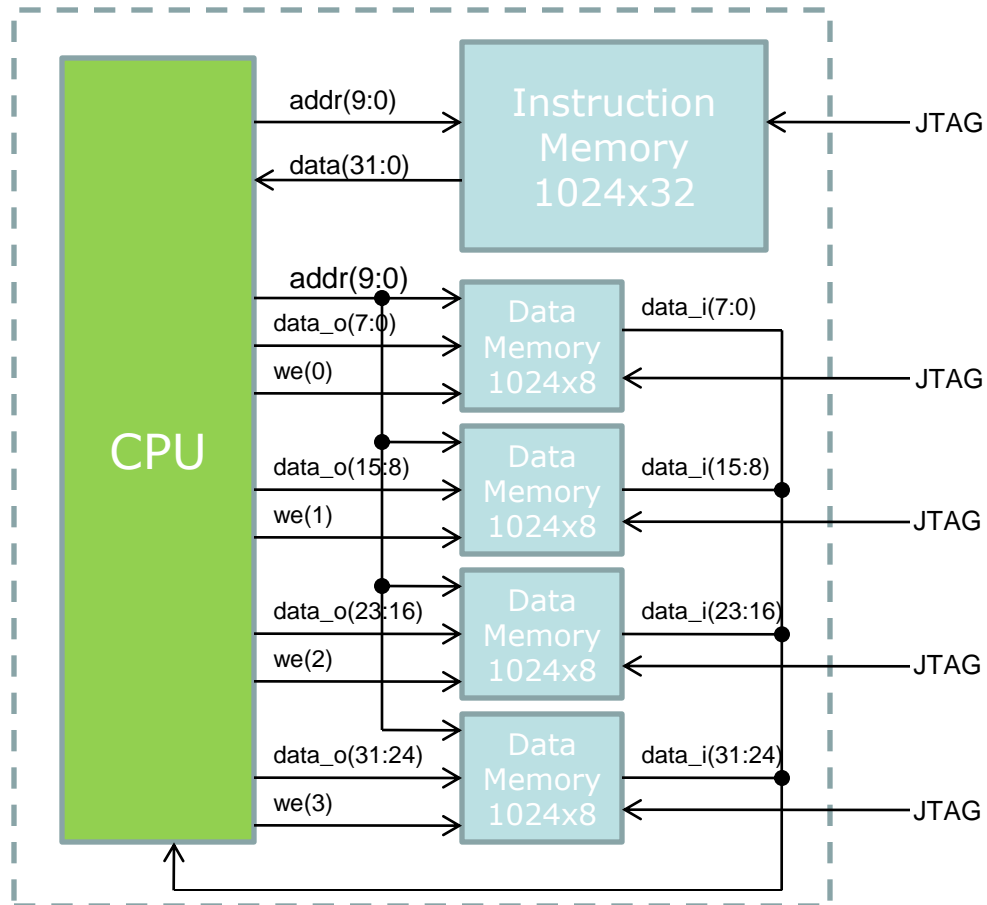 addr(9:0)
data(31:0)
Instruction
Memory
1024x32
JTAG
CPU
addr(9:0)
data_o(7:0)
we(0)
Data
Memory
1024x8
data_i(7:0)
JTAG
data_o(15:8)
we(1)
Data
Memory
1024x8
data_i(15:8)
JTAG
data_o(23:16)
we(2)
Data
Memory
1024x8
data_i(23:16)
JTAG
data_o(31:24)
we(3)
Data
Memory
1024x8
data_i(31:24)
JTAG